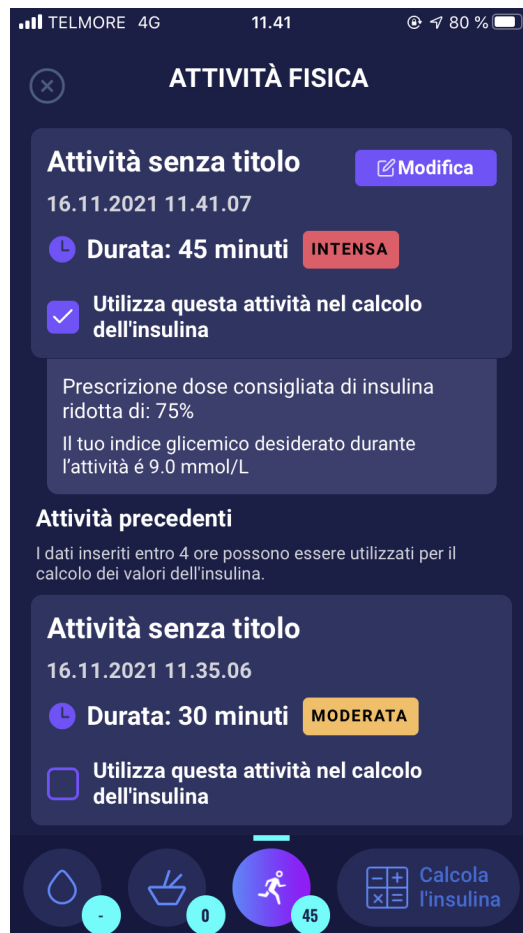 TELMORE 4G 11.41 80 %
ATTIVITÀ FISICA
Attività senza titolo
Modifica
16.11.2021 11.41.07
Durata: 45 minuti INTENSA
Utilizza questa attività nel calcolo
dell'insulina
Prescrizione dose consigliata di insulina
ridotta di: 75%
Il tuo indice glicemico desiderato durante
l’attività é 9.0 mmol/L
Attività precedenti
I dati inseriti entro 4 ore possono essere utilizzati per il
calcolo dei valori dell'insulina.
Attività senza titolo
16.11.2021 11.35.06
Durata: 30 minuti MODERATA
Utilizza questa attività nel calcolo
dell'insulina
- 0 45
Calcola
l'insulina